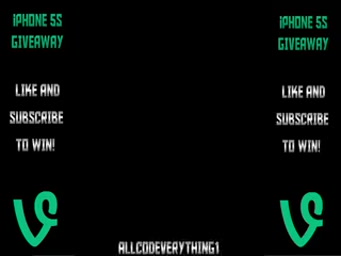 iPHONE 5S
GIVEAWAY
LIKE AND
SUBSCRIBE
TO WIN!
iPHONE 5S
GIVEAWAY
LIKE AND
SUBSCRIBE
TO WIN!
ALLCODEVERYTHING1